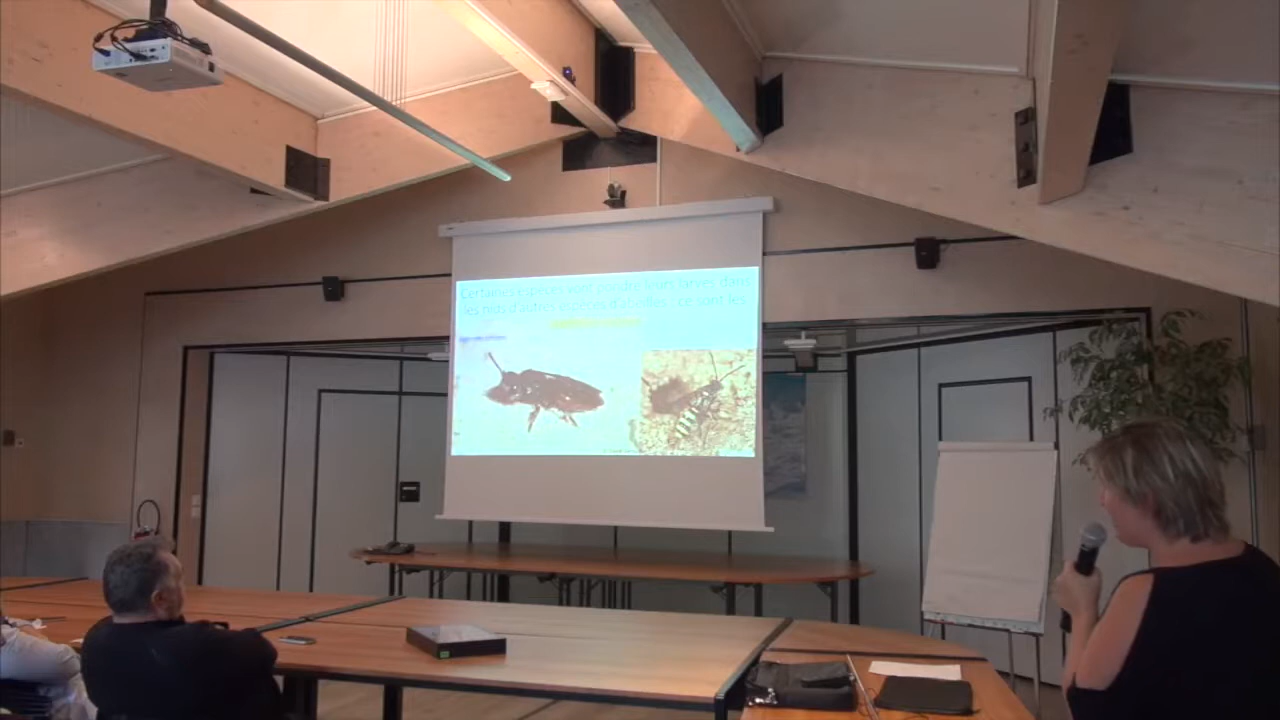 Certaines espèces vont pondre leurs larves dans
les nids d'autres espèces d'abeilles : ce sont les